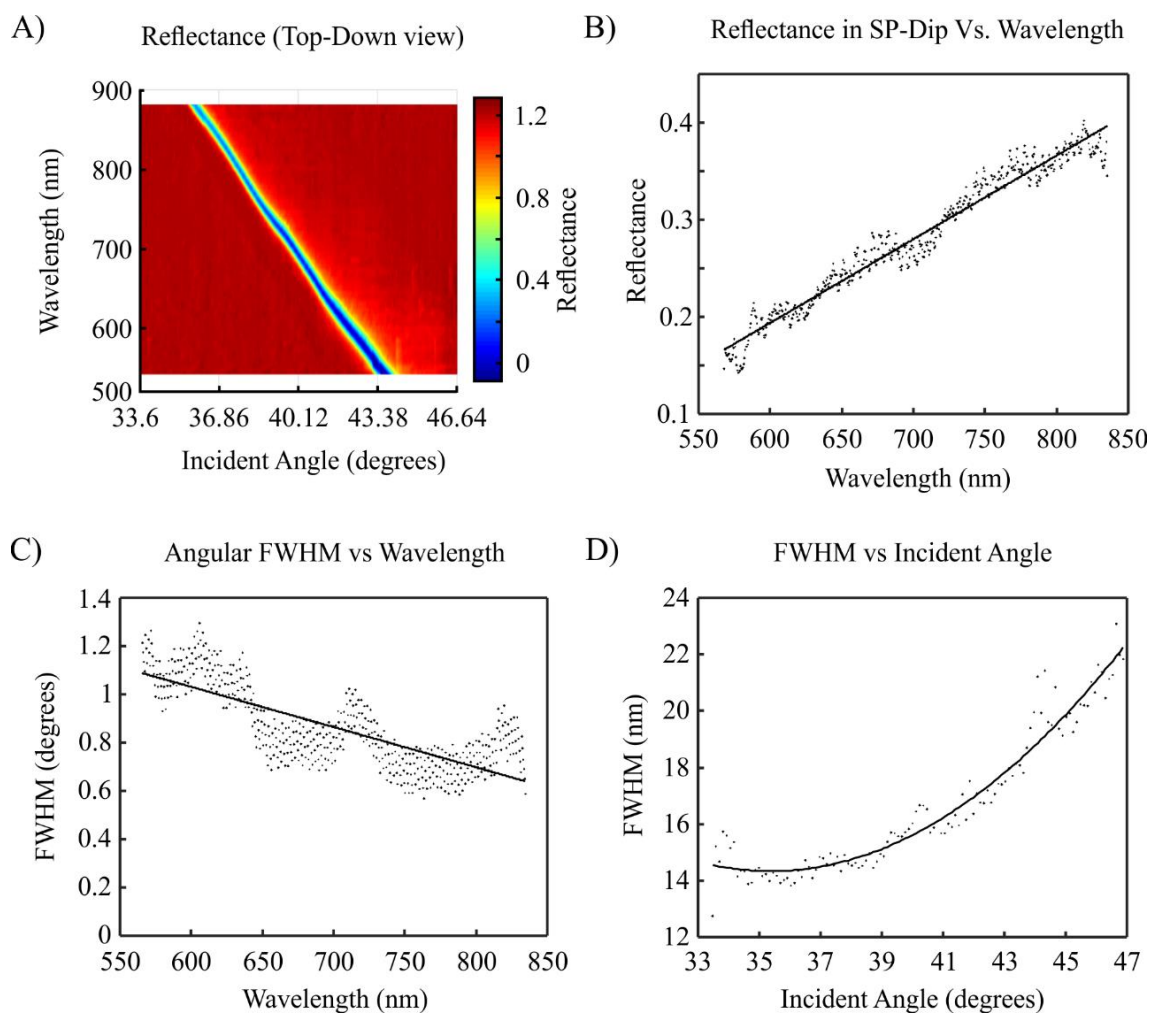 A)
Reflectance (Top-Down view)
900
800
700
600
500
Wavelength (nm)
33.6 36.86 40.12 43.38 46.64
Incident Angle (degrees)
1.2
0.8
0.4
0
Reflectance
B)
Reflectance in SP-Dip Vs. Wavelength
0.4
0.3
0.2
0.1
Reflectance
550 600 650 700 750 800 850
Wavelength (nm)
C)
Angular FWHM vs Wavelength
1.4
1.2
1
0.8
0.6
0.4
0.2
0
FWHM (degrees)
550 600 650 700 750 800 850
Wavelength (nm)
D)
FWHM vs Incident Angle
24
22
20
18
16
14
12
FWHM (nm)
33 35 37 39 41 43 45 47
Incident Angle (degrees)